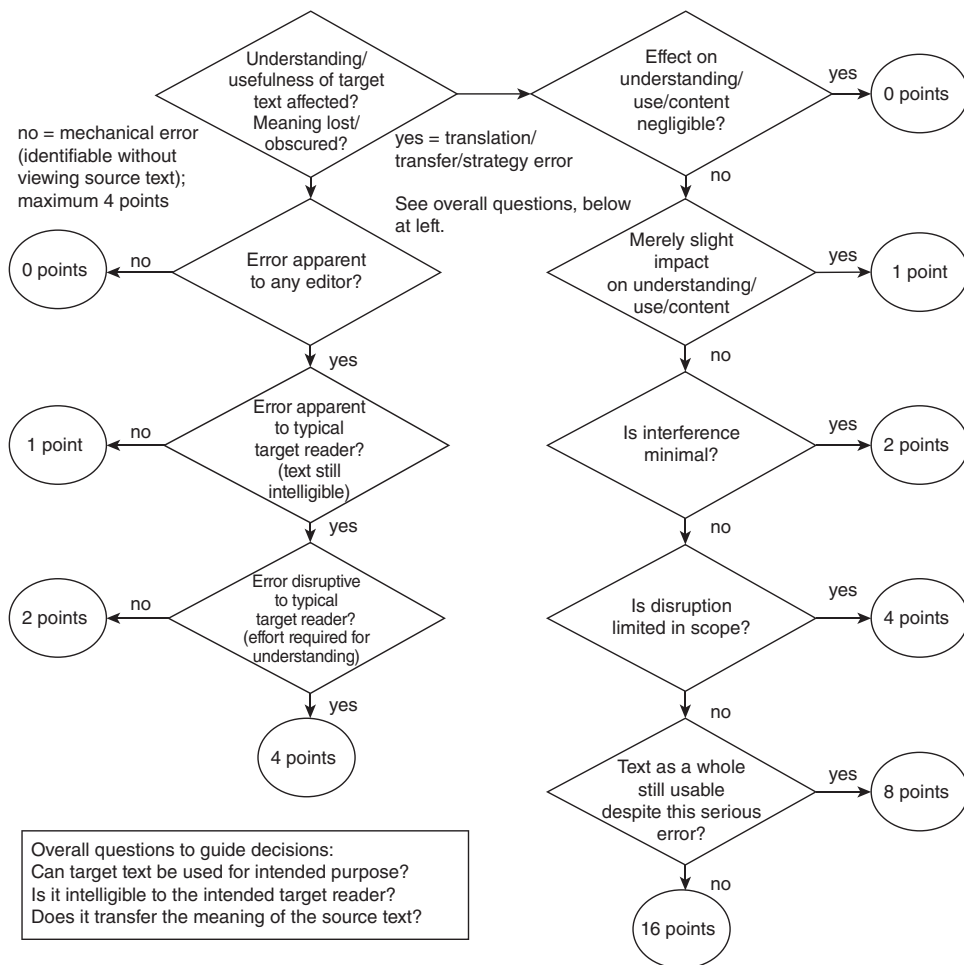 Understanding/
usefulness of target
text affected?
Meaning lost/
obscured?
no = mechanical error
(identifiable without
viewing source text);
maximum 4 points
yes = translation/
transfer/strategy error
See overall questions, below
at left.
Effect on
understanding/
use/content
negligible?
yes
0 points
no
Error apparent
to any editor?
no
0 points
yes
Merely slight
impact
on understanding/
use/content
yes
1 point
no
Error apparent
to typical
target reader?
(text still
intelligible)
no
1 point
yes
Is interference
minimal?
yes
2 points
no
Error disruptive
to typical
target reader?
(effort required for
understanding)
no
2 points
yes
4 points
Is disruption
limited in scope?
yes
4 points
no
Text as a whole
still usable
despite this serious
error?
yes
8 points
no
16 points
Overall questions to guide decisions:
Can target text be used for intended purpose?
Is it intelligible to the intended target reader?
Does it transfer the meaning of the source text?